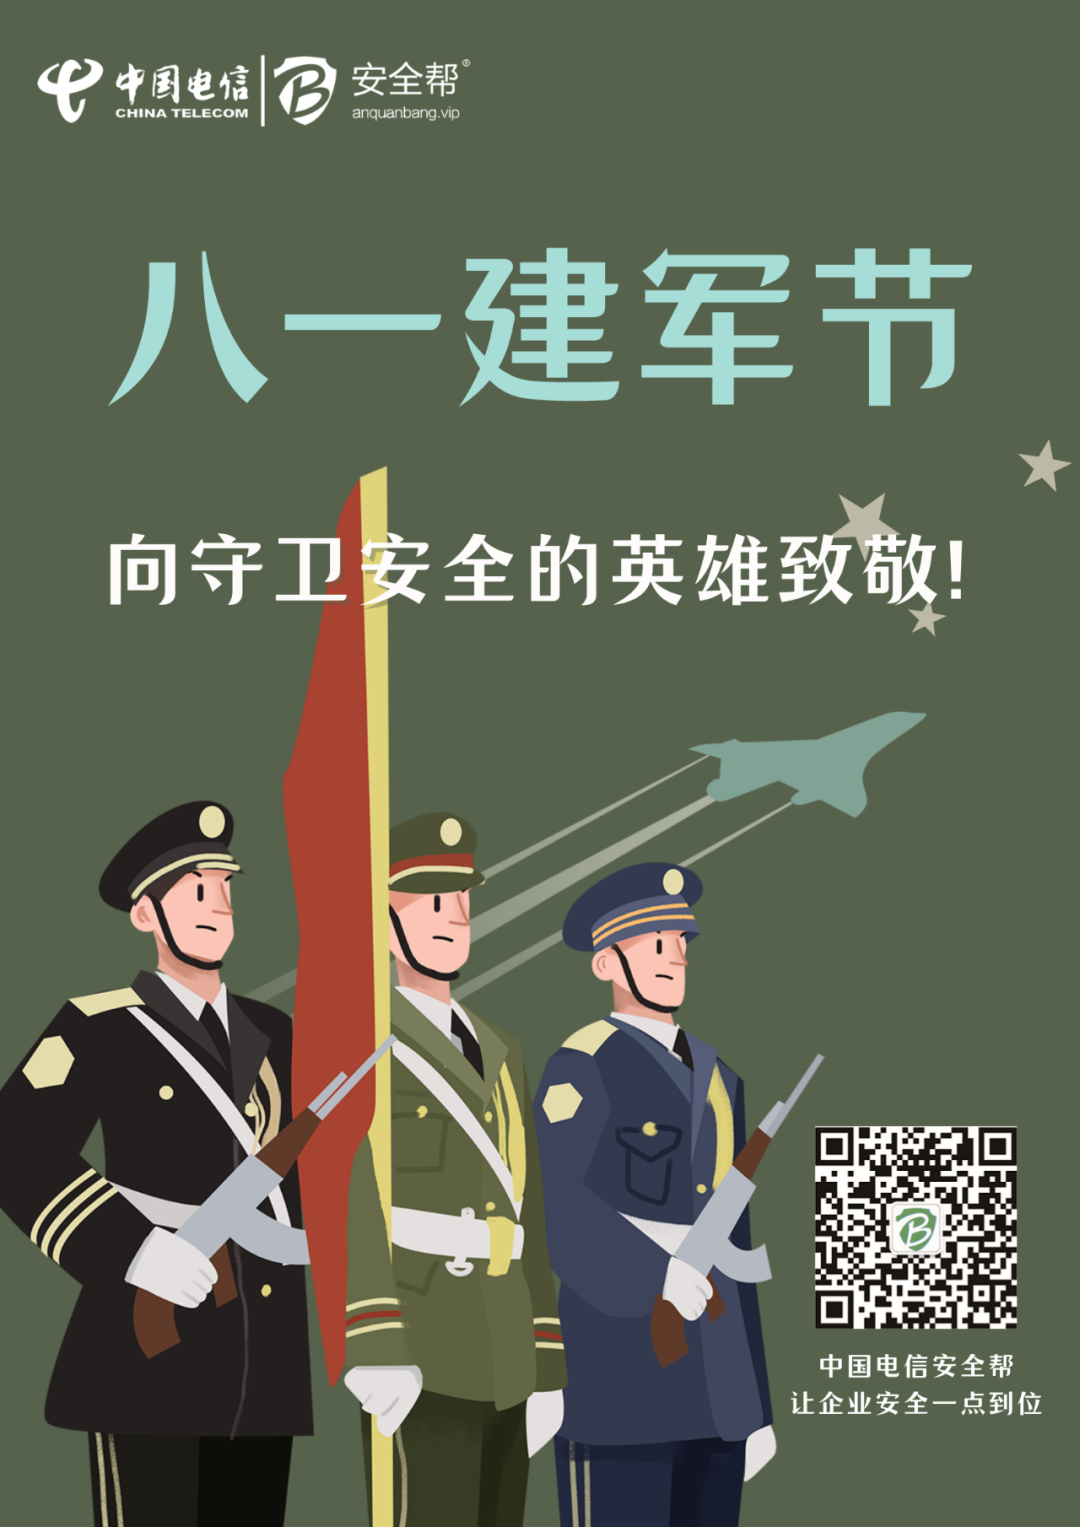 中国电信
CHINA TELECOM
B
安全帮®
anquanbang.vip
八一建军节
向守卫安全的英雄致敬!
B
中国电信安全帮
让企业安全一点到位